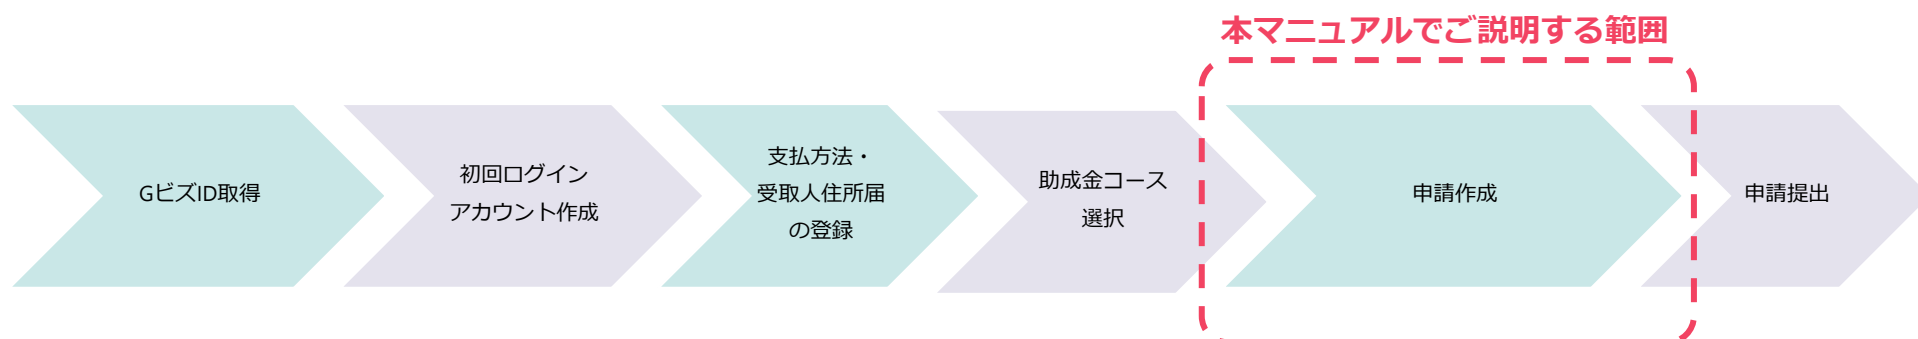 本マニュアルでご説明する範囲
GビズID取得
初回ログイン
アカウント作成
支払方法・
受取人住所届
の登録
助成金コース
選択
申請作成
申請提出